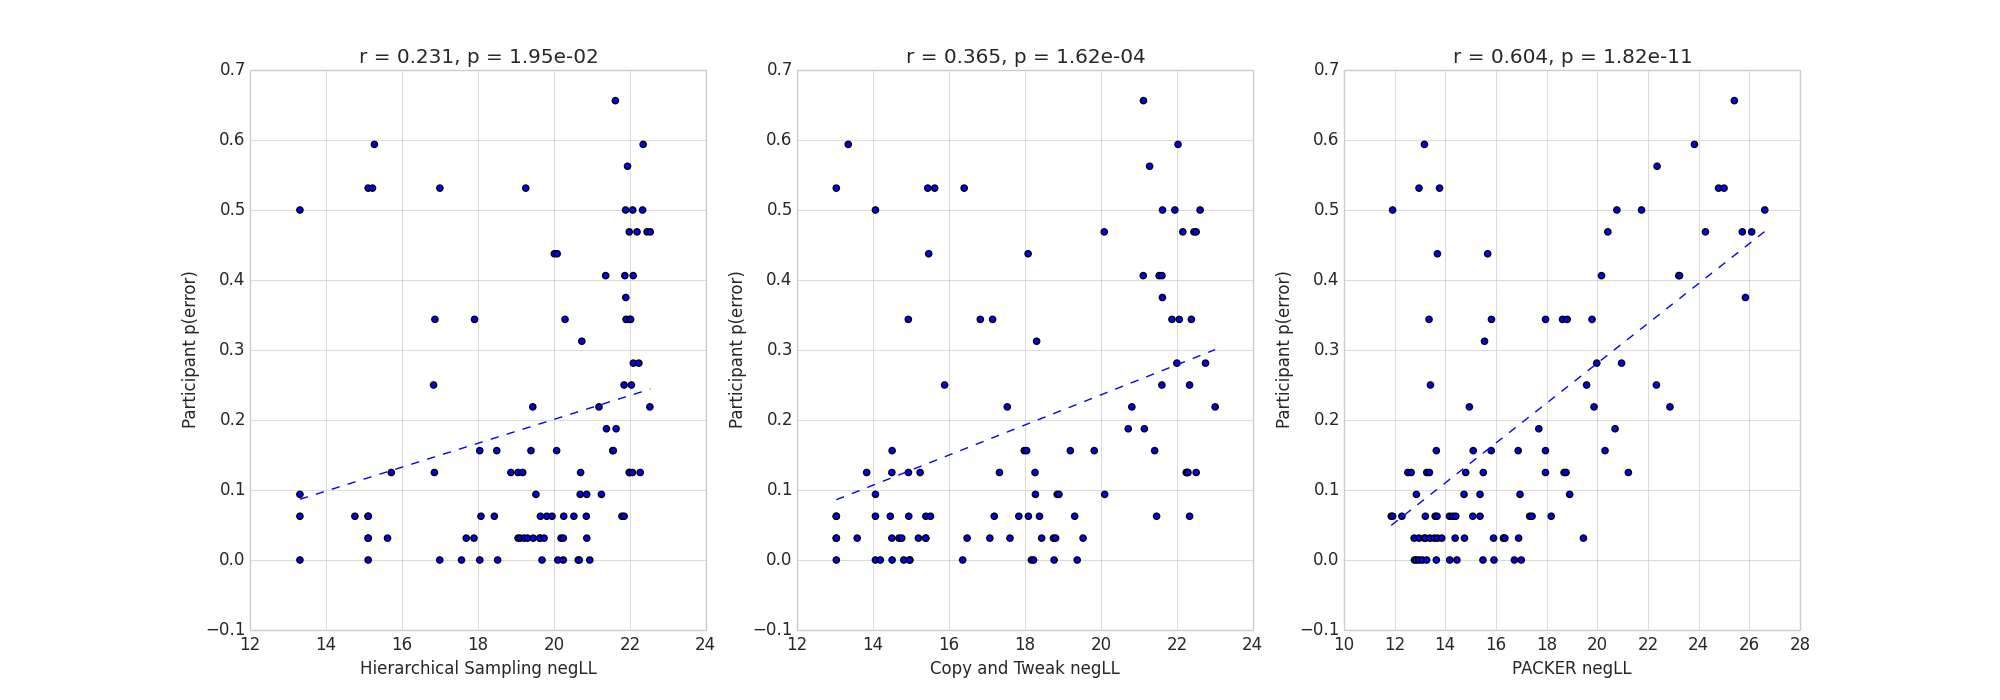 r = 0.231, p = 1.95e-02
0.7
0.6
0.5
0.4
0.3
0.2
0.1
0.0
−0.1
Participant p(error)
12 14 16 18 20 22 24
Hierarchical Sampling negLL
r = 0.365, p = 1.62e-04
0.7
0.6
0.5
0.4
0.3
0.2
0.1
0.0
−0.1
Participant p(error)
12 14 16 18 20 22 24
Copy and Tweak negLL
r = 0.604, p = 1.82e-11
0.7
0.6
0.5
0.4
0.3
0.2
0.1
0.0
−0.1
Participant p(error)
10 12 14 16 18 20 22 24 26 28
PACKER negLL